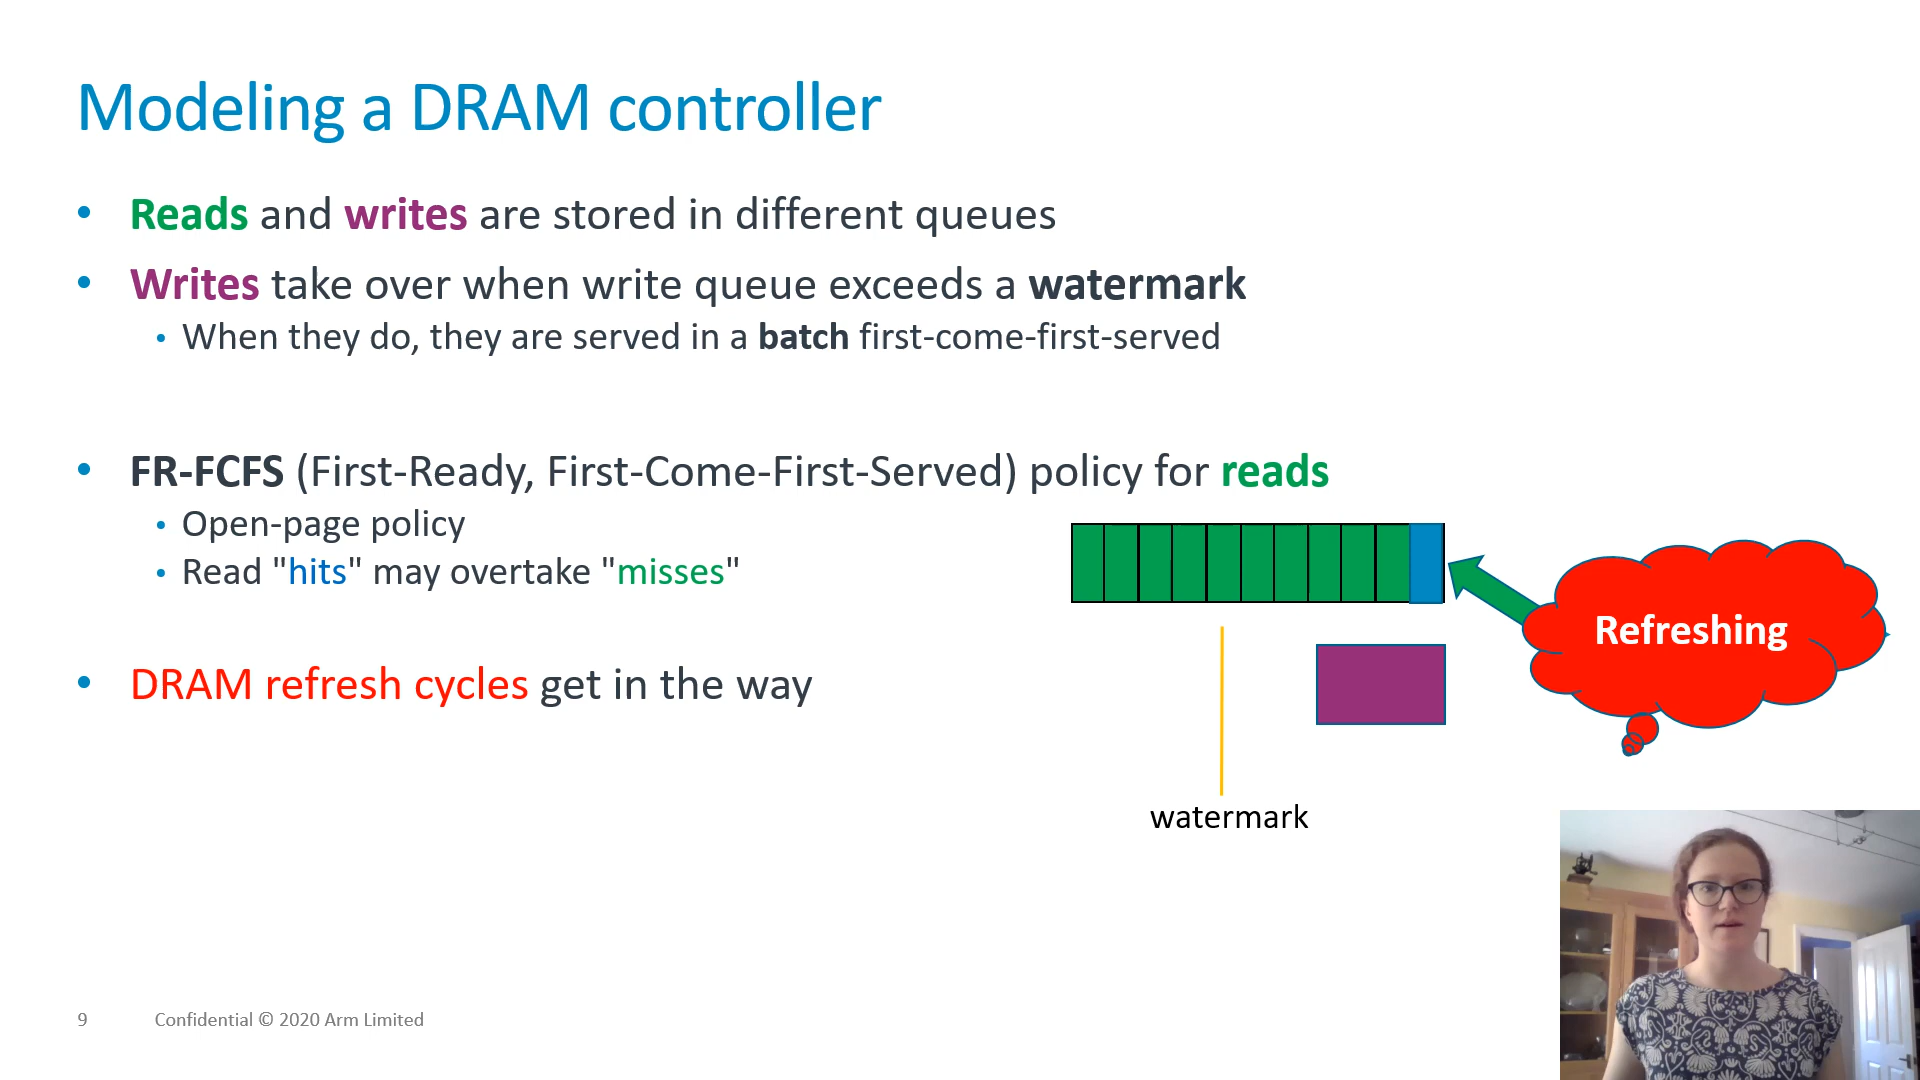 Modeling a DRAM controller
• Reads and writes are stored in different queues
• Writes take over when write queue exceeds a watermark
• When they do, they are served in a batch first-come-first-served
• FR-FCFS (First-Ready, First-Come-First-Served) policy for reads
• Open-page policy
• Read "hits" may overtake "misses"
Refreshing
• DRAM refresh cycles get in the way
watermark
9 Confidential © 2020 Arm Limited